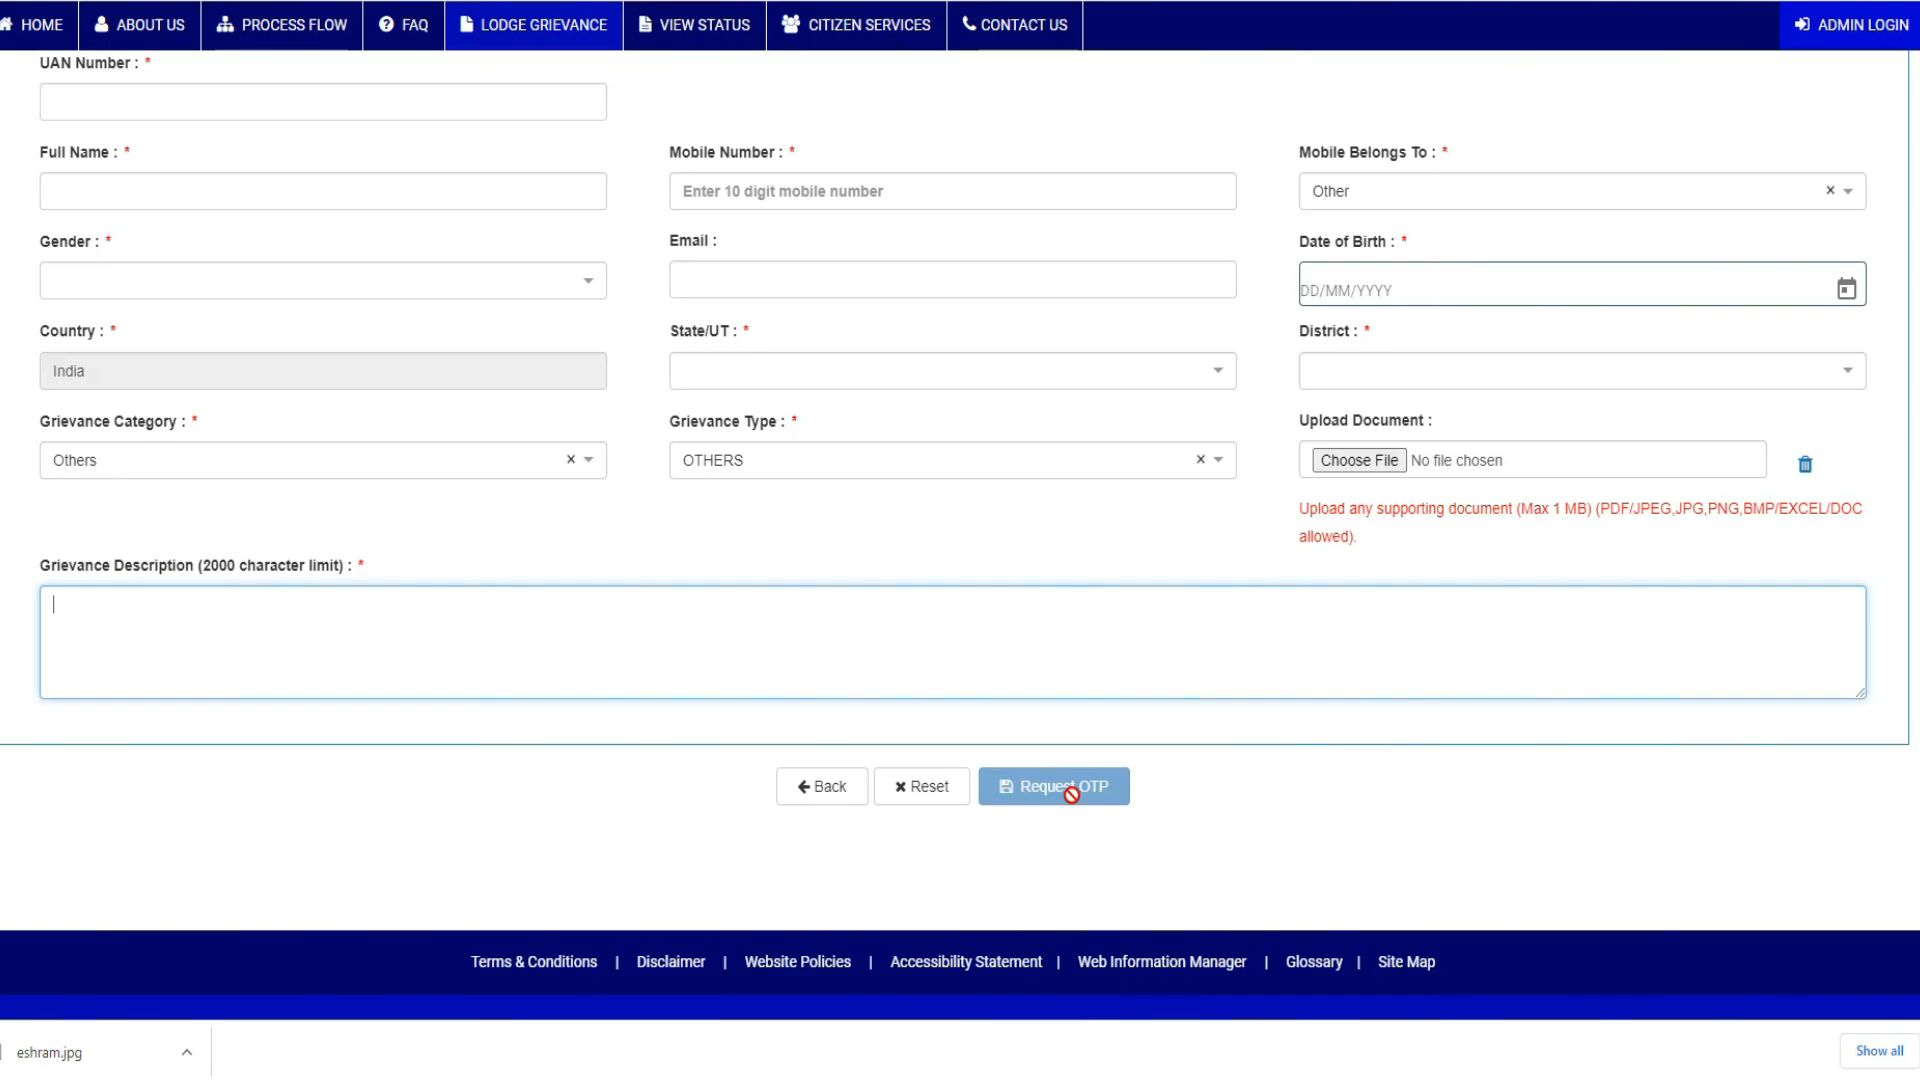 HOME ABOUT US PROCESS FLOW FAQ LODGE GRIEVANCE VIEW STATUS CITIZEN SERVICES CONTACT US ADMIN LOGIN
UAN Number : *
Full Name : * Mobile Number : * Mobile Belongs To : *
Enter 10 digit mobile number Other
Gender : * Email : Date of Birth : *
DD/MM/YYYY
Country : * State/UT : * District : *
India
Grievance Category : * Grievance Type : * Upload Document :
Others OTHERS Choose File No file chosen
Upload any supporting document (Max 1 MB) (PDF/JPEG,JPG,PNG,BMP/EXCEL/DOC
allowed).
Grievance Description (2000 character limit) : *
Back Reset Request OTP
Terms & Conditions | Disclaimer | Website Policies | Accessibility Statement | Web Information Manager | Glossary | Site Map
eshram.jpg Show all